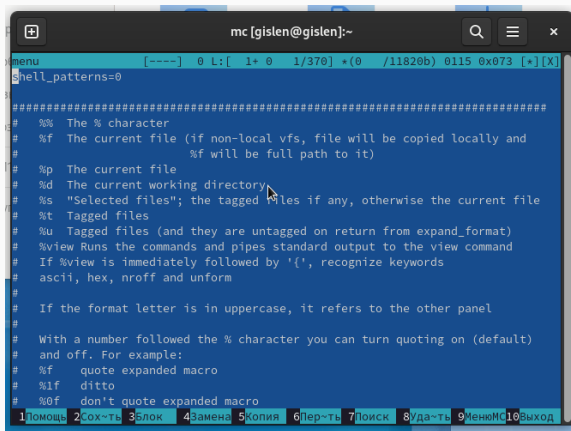 mc [gislen@gislen]:~
menu [----] 0 L:[ 1+ 0 1/370] *(0 /11820b) 0115 0x073 [*][X]
shell_patterns=0
###############################################################################
# %% The % character
# %f The current file (if non-local vfs, file will be copied locally and
# %f will be full path to it)
# %p The current file
# %d The current working directory
# %s "Selected files"; the tagged files if any, otherwise the current file
# %t Tagged files
# %u Tagged files (and they are untagged on return from expand_format)
# %view Runs the commands and pipes standard output to the view command
# If %view is immediately followed by '{', recognize keywords
# ascii, hex, nroff and unform
#
# If the format letter is in uppercase, it refers to the other panel
#
# With a number followed the % character you can turn quoting on (default)
# and off. For example:
# %f quote expanded macro
# %1f ditto
# %0f don't quote expanded macro
1Помощь 2Сох~ть 3Блок 4Замена 5Копия 6Пер~ть 7Поиск 8Уда~ть 9МенюMC 10Выход